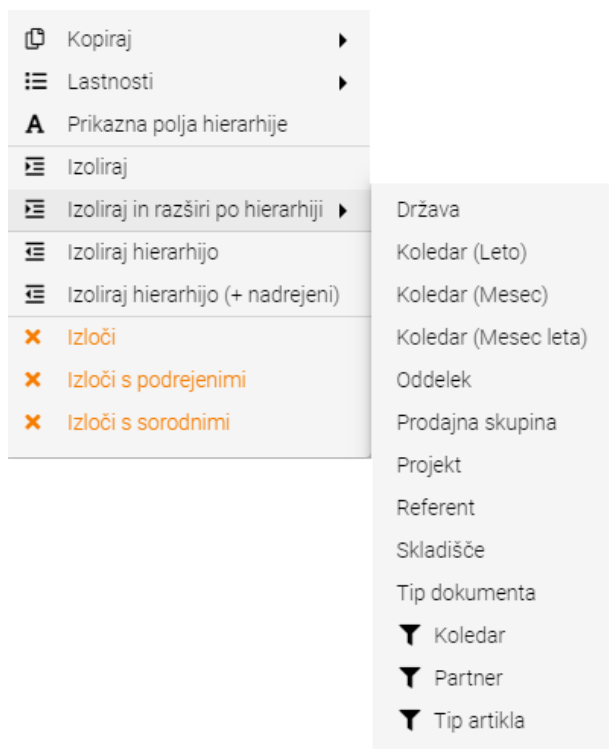 Kopiraj
Lastnosti
A Prikazna polja hierarhije
Izoliraj
Izoliraj in razširi po hierarhiji
Izoliraj hierarhijo
Izoliraj hierarhijo (+ nadrejeni)
Izloči
Izloči s podrejenimi
Izloči s sorodnimi
Država
Koledar (Leto)
Koledar (Mesec)
Koledar (Mesec leta)
Oddelek
Prodajna skupina
Projekt
Referent
Skladišče
Tip dokumenta
Koledar
Partner
Tip artikla